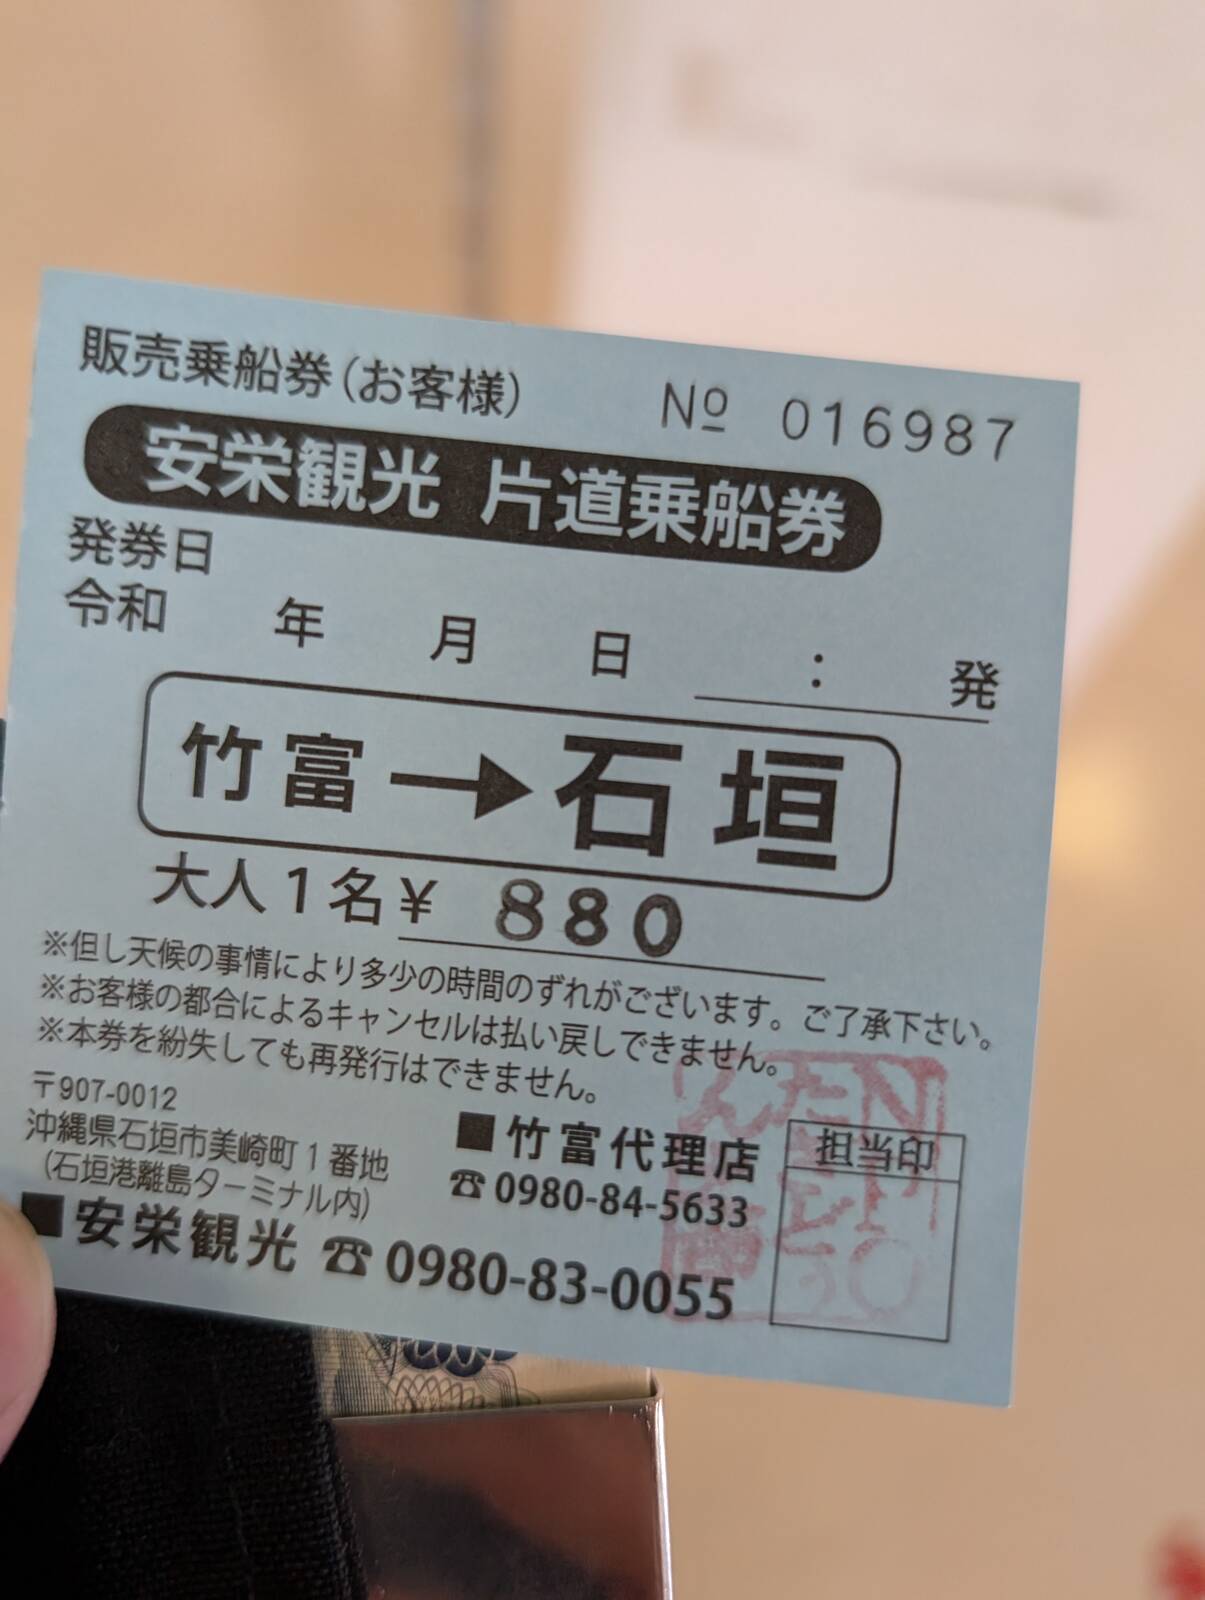 販売乗船券(お客様) № 016987
安栄観光 片道乗船券
発券日
令和 年 月 日 : 発
竹富→石垣
大人1名¥ 880
※但し天候の事情により多少の時間のずれがございます。ご了承下さい。
※お客様の都合によるキャンセルは払い戻しできません。
※本券を紛失しても再発行はできません。
〒907-0012
沖縄県石垣市美崎町1番地
(石垣港離島ターミナル内)
■竹富代理店
☎0980-84-5633
担当印
■安栄観光 ☎0980-83-0055